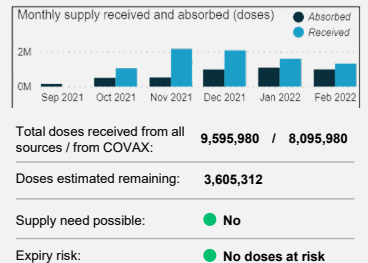 Monthly supply received and absorbed (doses)
Absorbed
Received
2M
0M
Sep 2021 Oct 2021 Nov 2021 Dec 2021 Jan 2022 Feb 2022
Total doses received from all
sources / from COVAX: 9,595,980 / 8,095,980
Doses estimated remaining: 3,605,312
Supply need possible: No
Expiry risk: No doses at risk